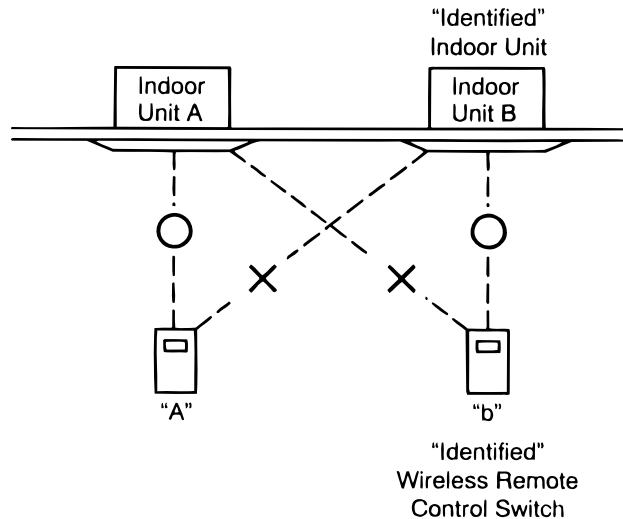 “Identified”
Indoor Unit
Indoor
Unit A
Indoor
Unit B
“A”
“b”
“Identified”
Wireless Remote
Control Switch